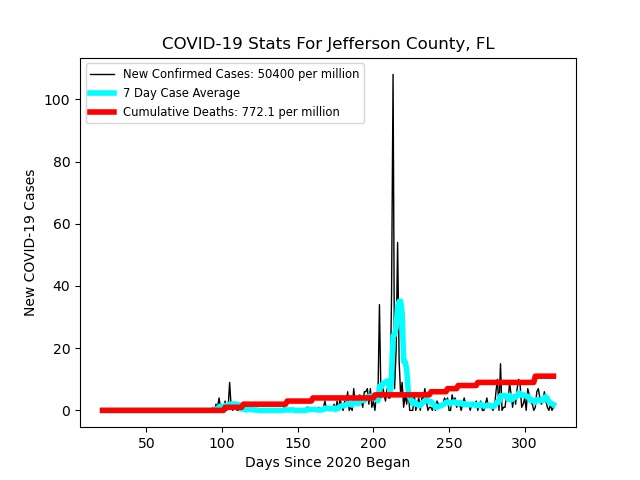 COVID-19 Stats For Jefferson County, FL
New Confirmed Cases: 50400 per million
7 Day Case Average
Cumulative Deaths: 772.1 per million
New COVID-19 Cases
100
80
60
40
20
0
50 100 150 200 250 300
Days Since 2020 Began